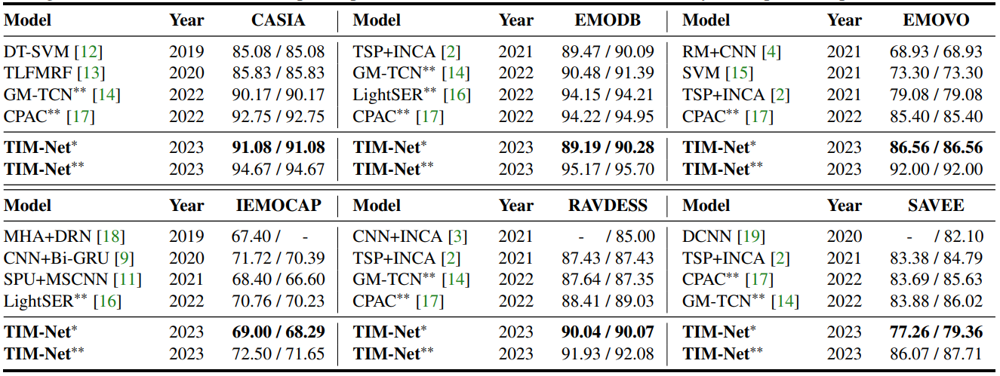 Model Year CASIA Model Year EMODB Model Year EMOVO
DT-SVM [12] 2019 85.08 / 85.08 TSP+INCA [2] 2021 89.47 / 90.09 RM+CNN [4] 2021 68.93 / 68.93
TLFMRF [13] 2020 85.83 / 85.83 GM-TCN** [14] 2022 90.48 / 91.39 SVM [15] 2021 73.30 / 73.30
GM-TCN** [14] 2022 90.17 / 90.17 LightSER** [16] 2022 94.15 / 94.21 TSP+INCA [2] 2021 79.08 / 79.08
CPAC** [17] 2022 92.75 / 92.75 CPAC** [17] 2022 94.22 / 94.95 CPAC** [17] 2022 85.40 / 85.40
TIM-Net* 2023 91.08 / 91.08 TIM-Net* 2023 89.19 / 90.28 TIM-Net* 2023 86.56 / 86.56
TIM-Net** 2023 94.67 / 94.67 TIM-Net** 2023 95.17 / 95.70 TIM-Net** 2023 92.00 / 92.00
Model Year IEMOCAP Model Year RAVDESS Model Year SAVEE
MHA+DRN [18] 2019 67.40 / - CNN+INCA [3] 2021 - / 85.00 DCNN [19] 2020 - / 82.10
CNN+Bi-GRU [9] 2020 71.72 / 70.39 TSP+INCA [2] 2021 87.43 / 87.43 TSP+INCA [2] 2021 83.38 / 84.79
SPU+MSCNN [11] 2021 68.40 / 66.60 GM-TCN** [14] 2022 87.64 / 87.35 CPAC** [17] 2022 83.69 / 85.63
LightSER** [16] 2022 70.76 / 70.23 CPAC** [17] 2022 88.41 / 89.03 GM-TCN** [14] 2022 83.88 / 86.02
TIM-Net* 2023 69.00 / 68.29 TIM-Net* 2023 90.04 / 90.07 TIM-Net* 2023 77.26 / 79.36
TIM-Net** 2023 72.50 / 71.65 TIM-Net** 2023 91.93 / 92.08 TIM-Net** 2023 86.07 / 87.71